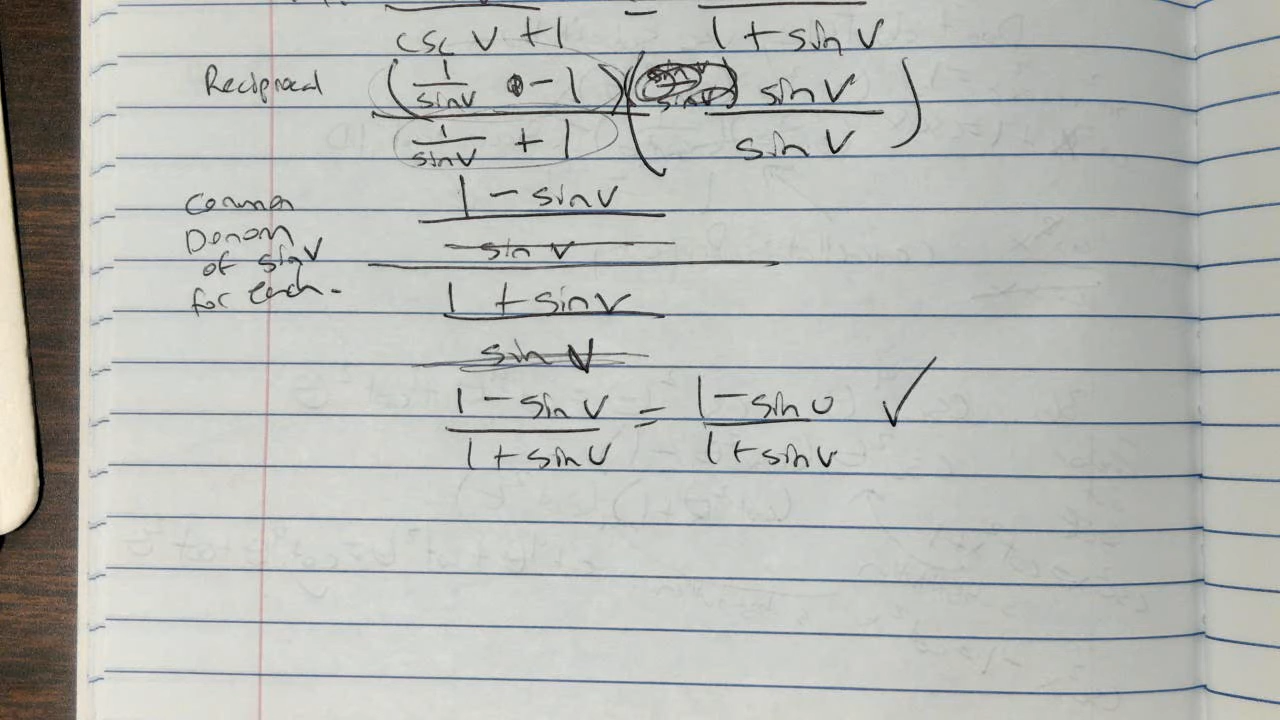 csc v + 1 = 1 + sin v
Reciprocal (1/sin v - 1)/(1/sin v + 1) (sin v/sin v)
Common 1 - sin v
Denom sin v
of sin v
for each. 1 + sin v
sin v
(1 - sin v)/(1 + sin v) = (1 - sin v)/(1 + sin v) ✓